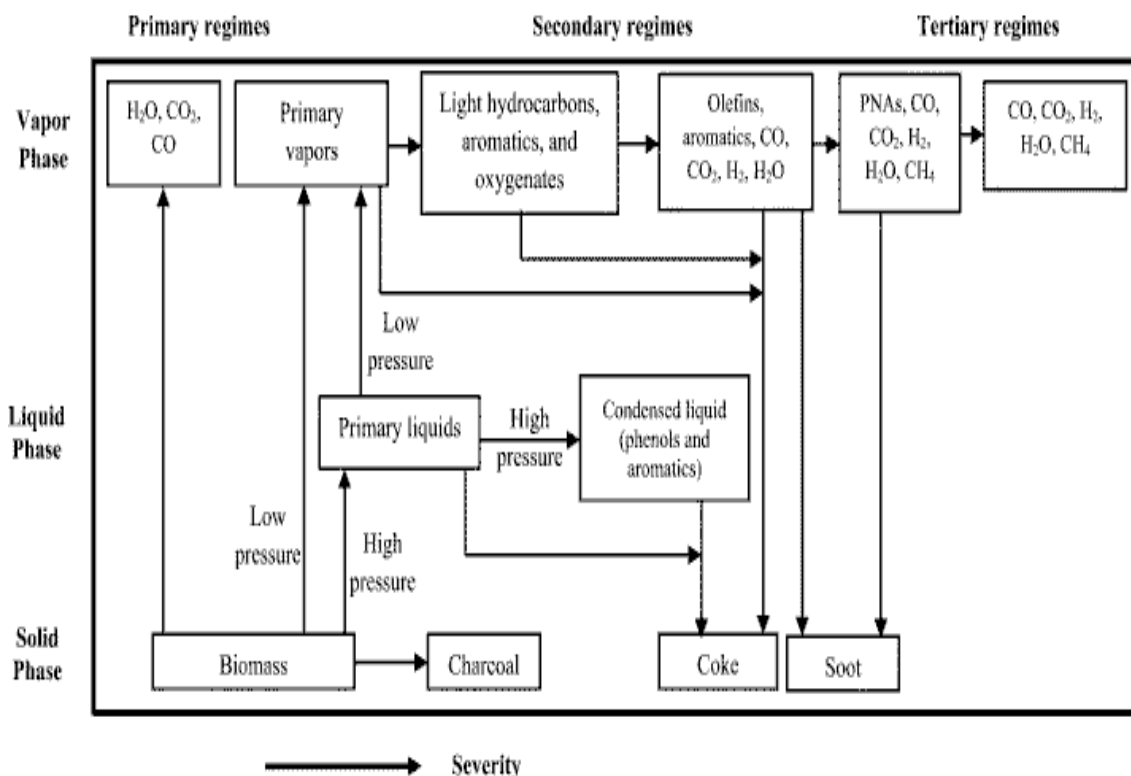 Primary regimes
Secondary regimes
Tertiary regimes
Vapor
Phase
H₂O, CO₂,
CO
Primary
vapors
Light hydrocarbons,
aromatics, and
oxygenates
Olefins,
aromatics, CO,
CO₂, H₂, H₂O
PNAs, CO,
CO₂, H₂,
H₂O, CH₄
CO, CO₂, H₂,
H₂O, CH₄
Low
pressure
Liquid
Phase
Primary liquids
High
pressure
Condensed liquid
(phenols and
aromatics)
Low
pressure
High
pressure
Solid
Phase
Biomass
Charcoal
Coke
Soot
Severity